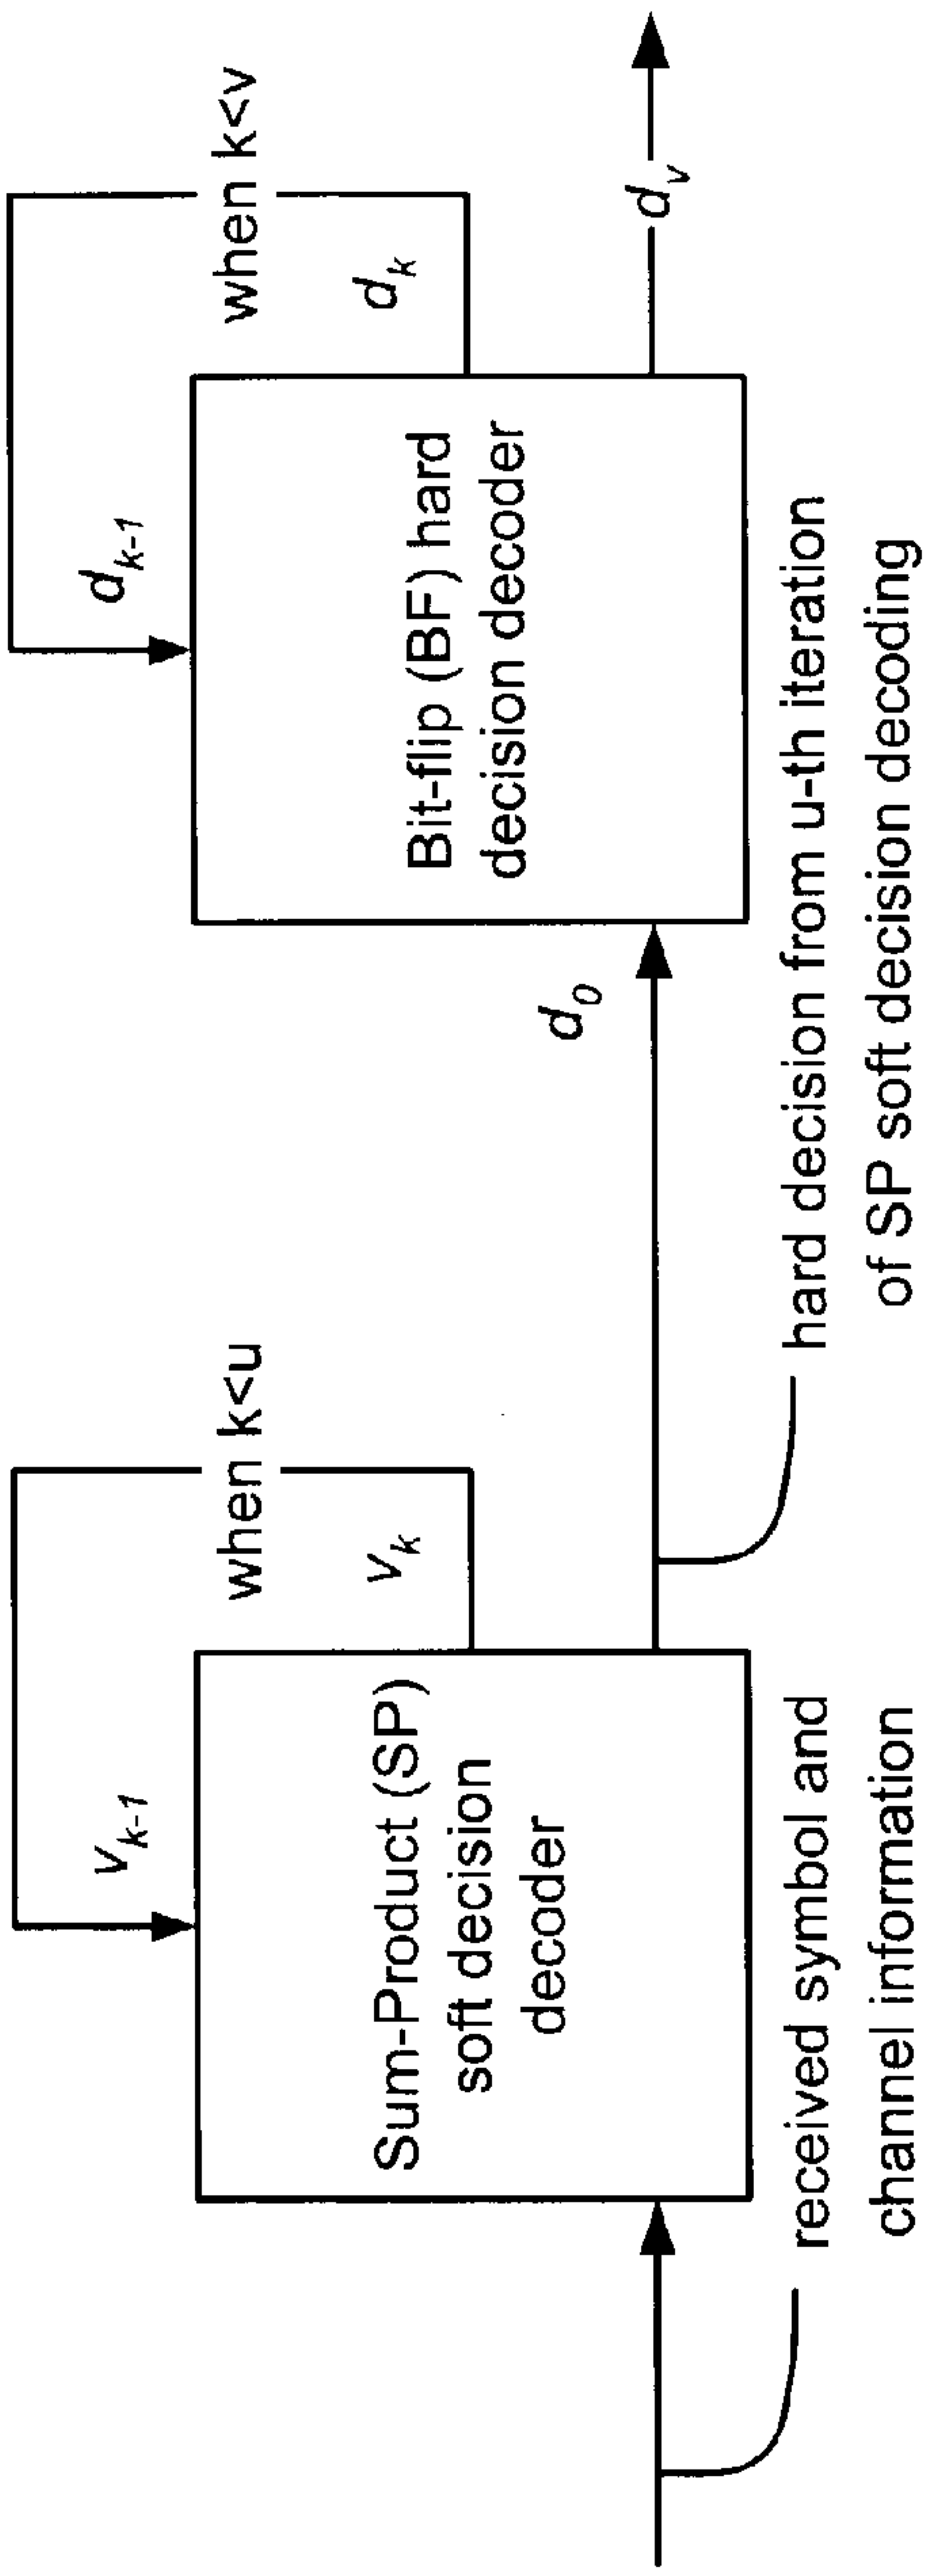 v_{k-1}
when k<u
v_k
Sum-Product (SP)
soft decision
decoder
received symbol and
channel information
d_0
hard decision from u-th iteration
of SP soft decision decoding
d_{k-1}
when k<v
d_k
Bit-flip (BF) hard
decision decoder
d_v